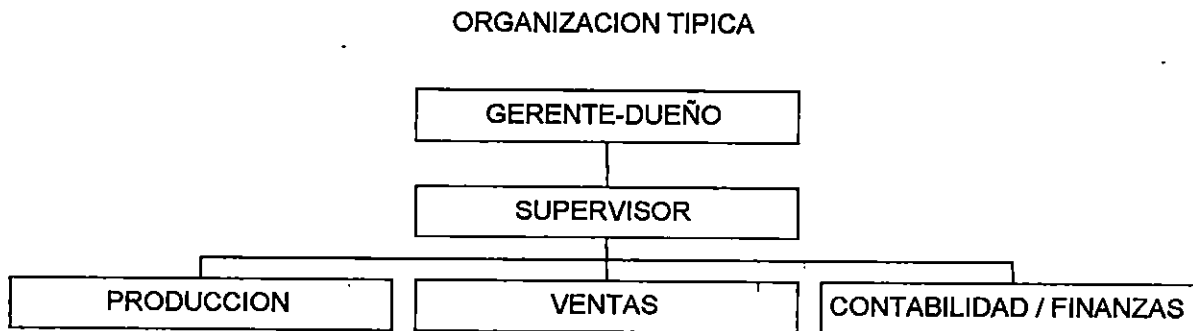 ORGANIZACION TIPICA
GERENTE-DUEÑO
SUPERVISOR
PRODUCCION
VENTAS
CONTABILIDAD / FINANZAS